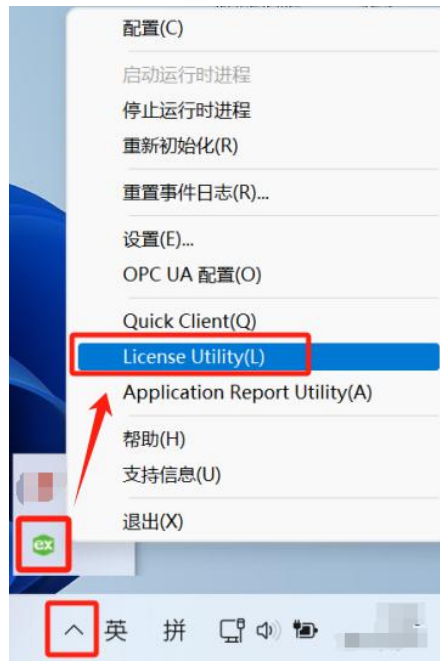 配置(C)
启动运行时进程
停止运行时进程
重新初始化(R)
重置事件日志(R)...
设置(E)...
OPC UA 配置(O)
Quick Client(Q)
License Utility(L)
Application Report Utility(A)
帮助(H)
支持信息(U)
退出(X)
ex
英 拼